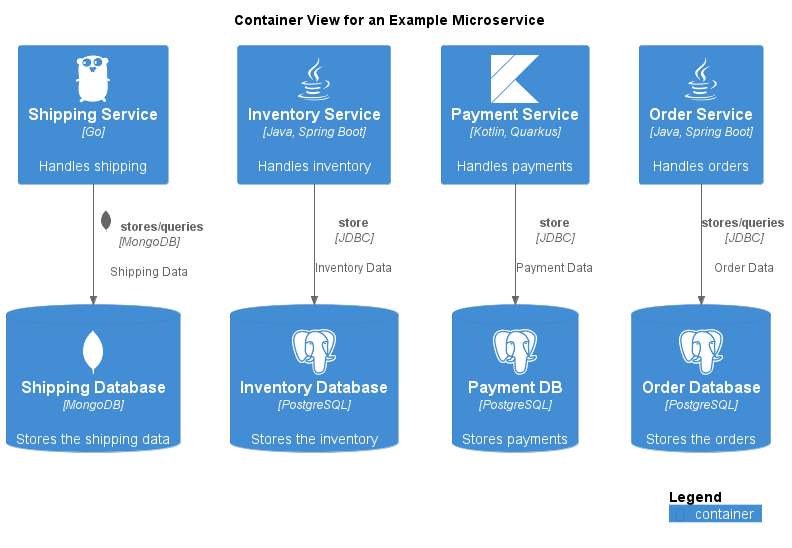 Container View for an Example Microservice
Shipping Service
[Go]
Handles shipping
Inventory Service
[Java, Spring Boot]
Handles inventory
Payment Service
[Kotlin, Quarkus]
Handles payments
Order Service
[Java, Spring Boot]
Handles orders
stores/queries
[MongoDB]
Shipping Data
store
[JDBC]
Inventory Data
store
[JDBC]
Payment Data
stores/queries
[JDBC]
Order Data
Shipping Database
[MongoDB]
Stores the shipping data
Inventory Database
[PostgreSQL]
Stores the inventory
Payment DB
[PostgreSQL]
Stores payments
Order Database
[PostgreSQL]
Stores the orders
Legend
container